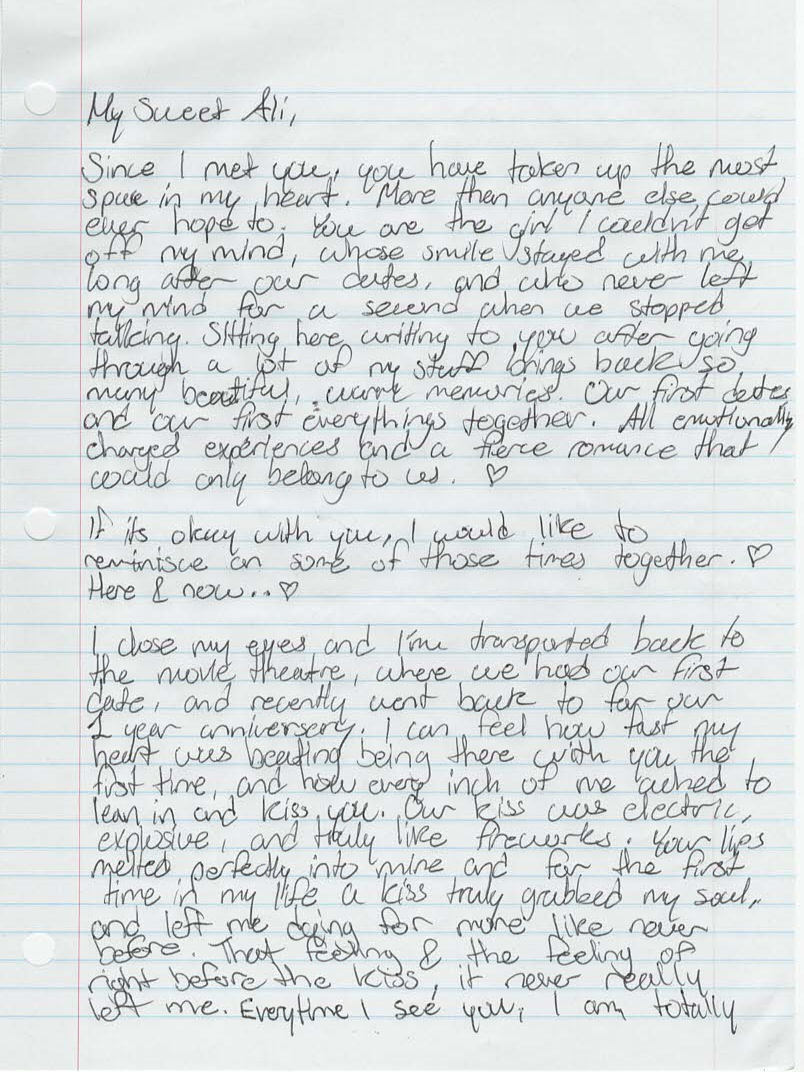 My Sweet Ali,
Since I met you, you have taken up the most
space in my heart. More then anyone else could
ever hope to. You are the girl I couldn't get
off my mind, whose smile stayed with me
long after our dates, and who never left
my mind for a second when we stopped
talking. Sitting here writing to you after going
through a lot of my stuff brings back so
many beautiful, warm memories. Our first dates
and our first everythings together. All emotionally
charged experiences and a fierce romance that
could only belong to us. ♡
If its okay with you, I would like to
reminisce on some of those times together. ♡
Here & now.. ♡
I close my eyes and I'm transported back to
the movie theatre, where we had our first
date, and recently went back to for our
1 year anniversery. I can feel how fast my
heart was beating being there with you the
first time, and how every inch of me ached to
lean in and kiss you. Our kiss was electric,
explosive, and truly like fireworks. Your lips
melted perfectly into mine and for the first
time in my life a kiss truly grabbed my soul,
and left me dying for more like never
before. That feeling & the feeling of
right before the kiss, it never really
left me. Everytime I see you, I am totally